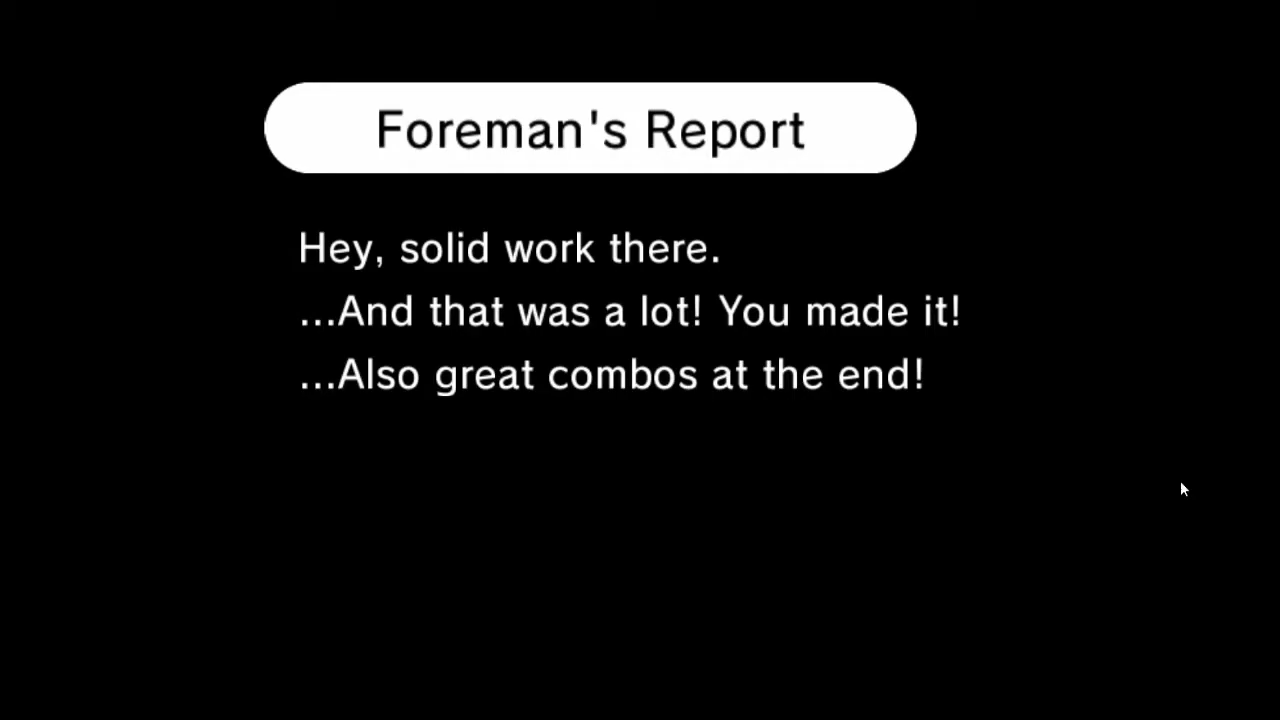 Foreman's Report
Hey, solid work there.
...And that was a lot! You made it!
...Also great combos at the end!